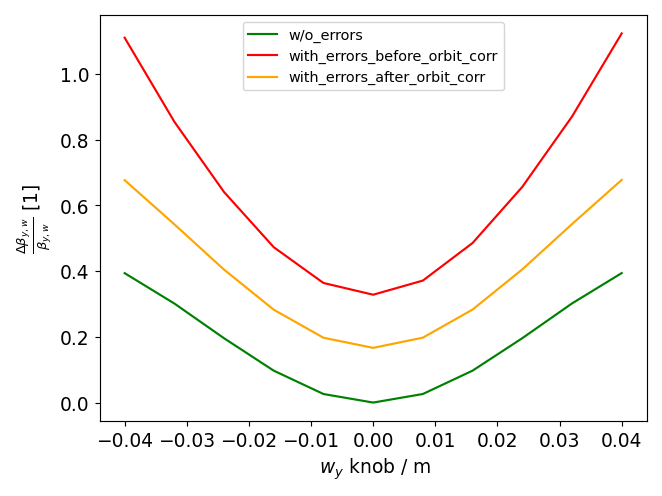 w/o_errors
with_errors_before_orbit_corr
with_errors_after_orbit_corr
1.0
0.8
0.6
0.4
0.2
0.0
Δβy,w / βy,w [1]
−0.04 −0.03 −0.02 −0.01 0.00 0.01 0.02 0.03 0.04
wy knob / m